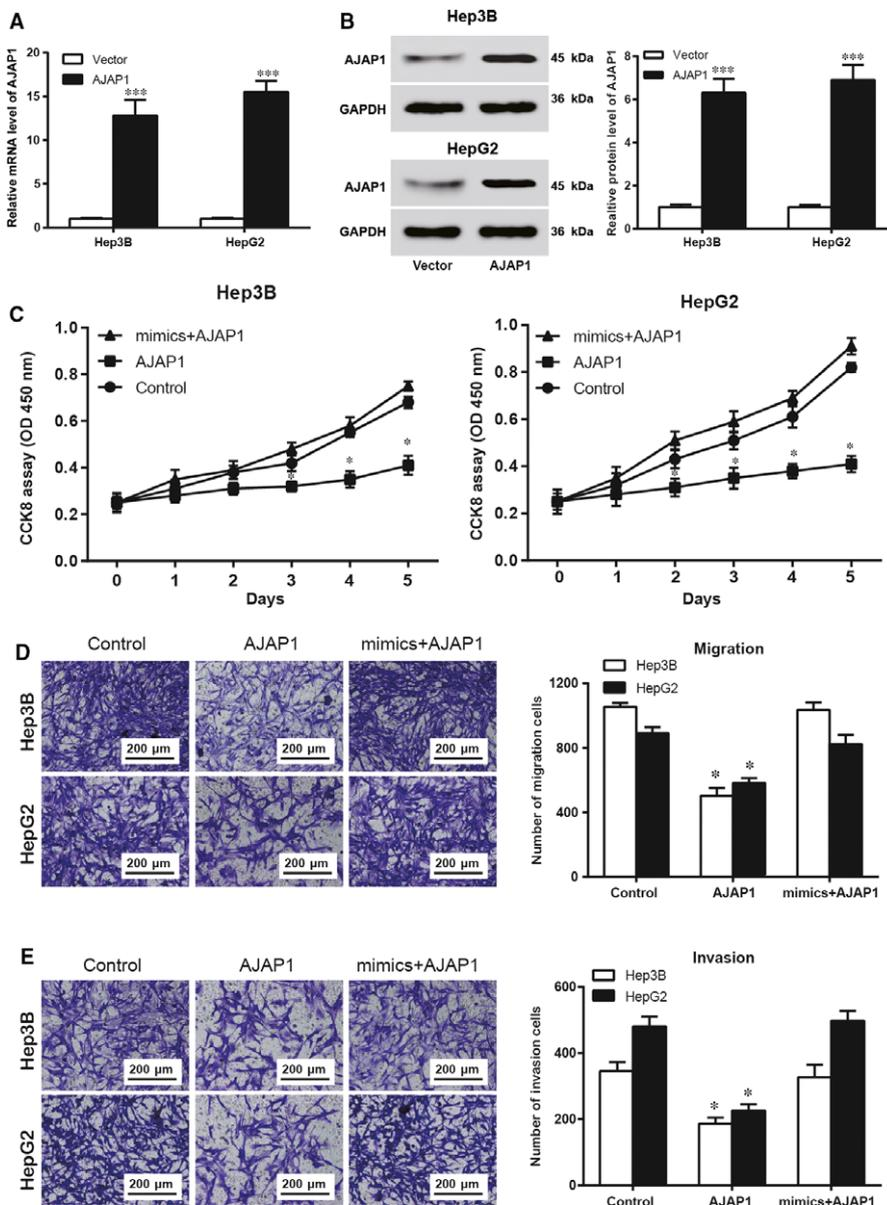 A
Relative mRNA level of AJAP1
20
15
10
5
0
Vector
AJAP1
***
***
Hep3B
HepG2
B
Hep3B
AJAP1
45 kDa
GAPDH
36 kDa
HepG2
AJAP1
45 kDa
GAPDH
36 kDa
Vector
AJAP1
Realtive protein level of AJAP1
8
6
4
2
0
Vector
AJAP1
***
***
Hep3B
HepG2
C
Hep3B
CCK8 assay (OD 450 nm)
1.0
0.8
0.6
0.4
0.2
0.0
mimics+AJAP1
AJAP1
Control
*
*
*
0 1 2 3 4 5
Days
HepG2
CCK8 assay (OD 450 nm)
1.0
0.8
0.6
0.4
0.2
0.0
mimics+AJAP1
AJAP1
Control
*
*
*
*
0 1 2 3 4 5
Days
D
Control AJAP1 mimics+AJAP1
Hep3B
200 µm 200 µm 200 µm
HepG2
200 µm 200 µm 200 µm
Migration
Number of migration cells
1200
800
400
0
Hep3B
HepG2
* *
Control AJAP1 mimics+AJAP1
E
Control AJAP1 mimics+AJAP1
Hep3B
200 µm 200 µm 200 µm
HepG2
200 µm 200 µm 200 µm
Invasion
Number of invasion cells
600
400
200
0
Hep3B
HepG2
* *
Control AJAP1 mimics+AJAP1